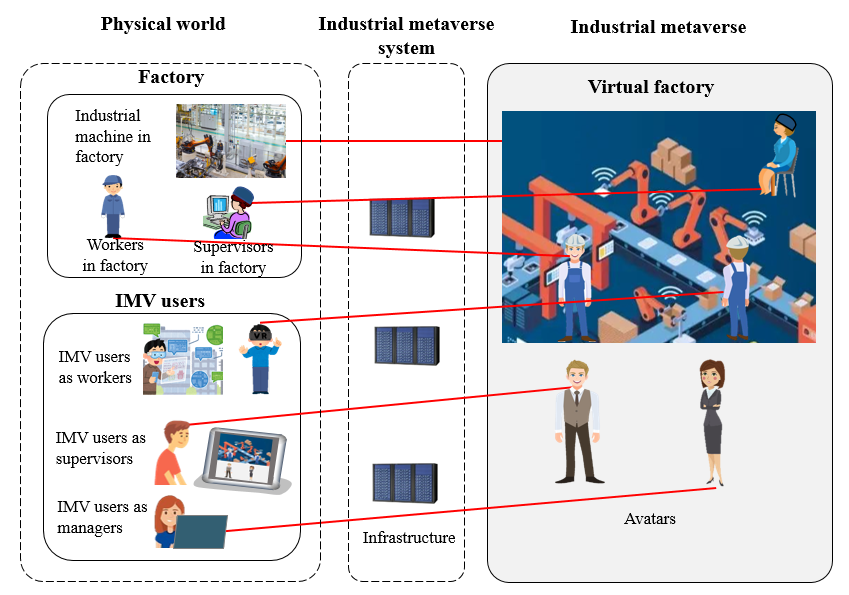 Physical world
Industrial metaverse
system
Industrial metaverse
Factory
Industrial
machine in
factory
Workers
in factory
Supervisors
in factory
IMV users
IMV users
as workers
VR
IMV users as
supervisors
IMV users as
managers
Infrastructure
Virtual factory
Avatars